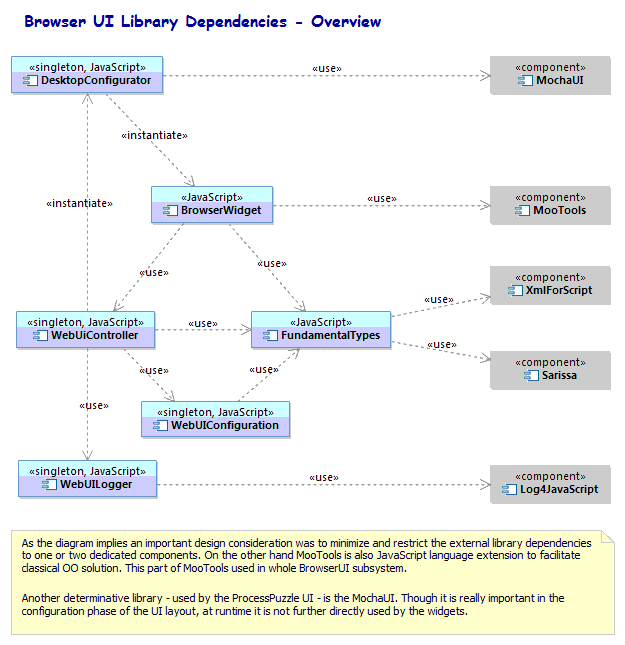 Browser UI Library Dependencies - Overview
«singleton, JavaScript»
DesktopConfigurator
«use»
«component»
MochaUI
«instantiate»
«instantiate»
«JavaScript»
BrowserWidget
«use»
«component»
MooTools
«use»
«use»
«component»
XmlForScript
«use»
«singleton, JavaScript»
WebUiController
«use»
«JavaScript»
FundamentalTypes
«use»
«component»
Sarissa
«use»
«use»
«singleton, JavaScript»
WebUIConfiguration
«use»
«singleton, JavaScript»
WebUILogger
«use»
«component»
Log4JavaScript
As the diagram implies an important design consideration was to minimize and restrict the external library dependencies
to one or two dedicated components. On the other hand MooTools is also JavaScript language extension to facilitate
classical OO solution. This part of MooTools used in whole BrowserUI subsystem.
Another determinative library - used by the ProcessPuzzle UI - is the MochaUI. Though it is really important in the
configuration phase of the UI layout, at runtime it is not further directly used by the widgets.